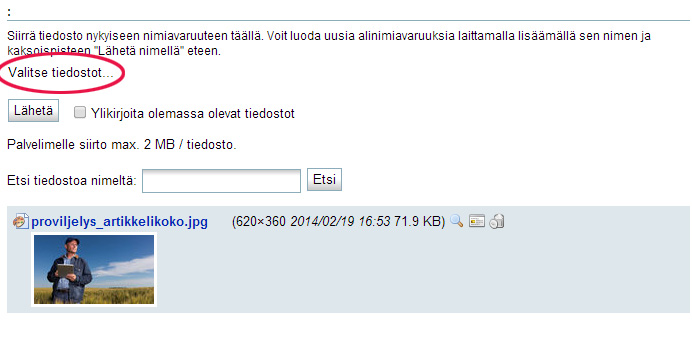 :
Siirrä tiedosto nykyiseen nimiavaruuteen täällä. Voit luoda uusia alinimiavaruuksia laittamalla lisäämällä sen nimen ja
kaksoispisteen "Lähetä nimellä" eteen.
Valitse tiedostot...
Lähetä Ylikirjoita olemassa olevat tiedostot
Palvelimelle siirto max. 2 MB / tiedosto.
Etsi tiedostoa nimeltä: Etsi
proviljelys_artikkelikoko.jpg (620×360 2014/02/19 16:53 71.9 KB)